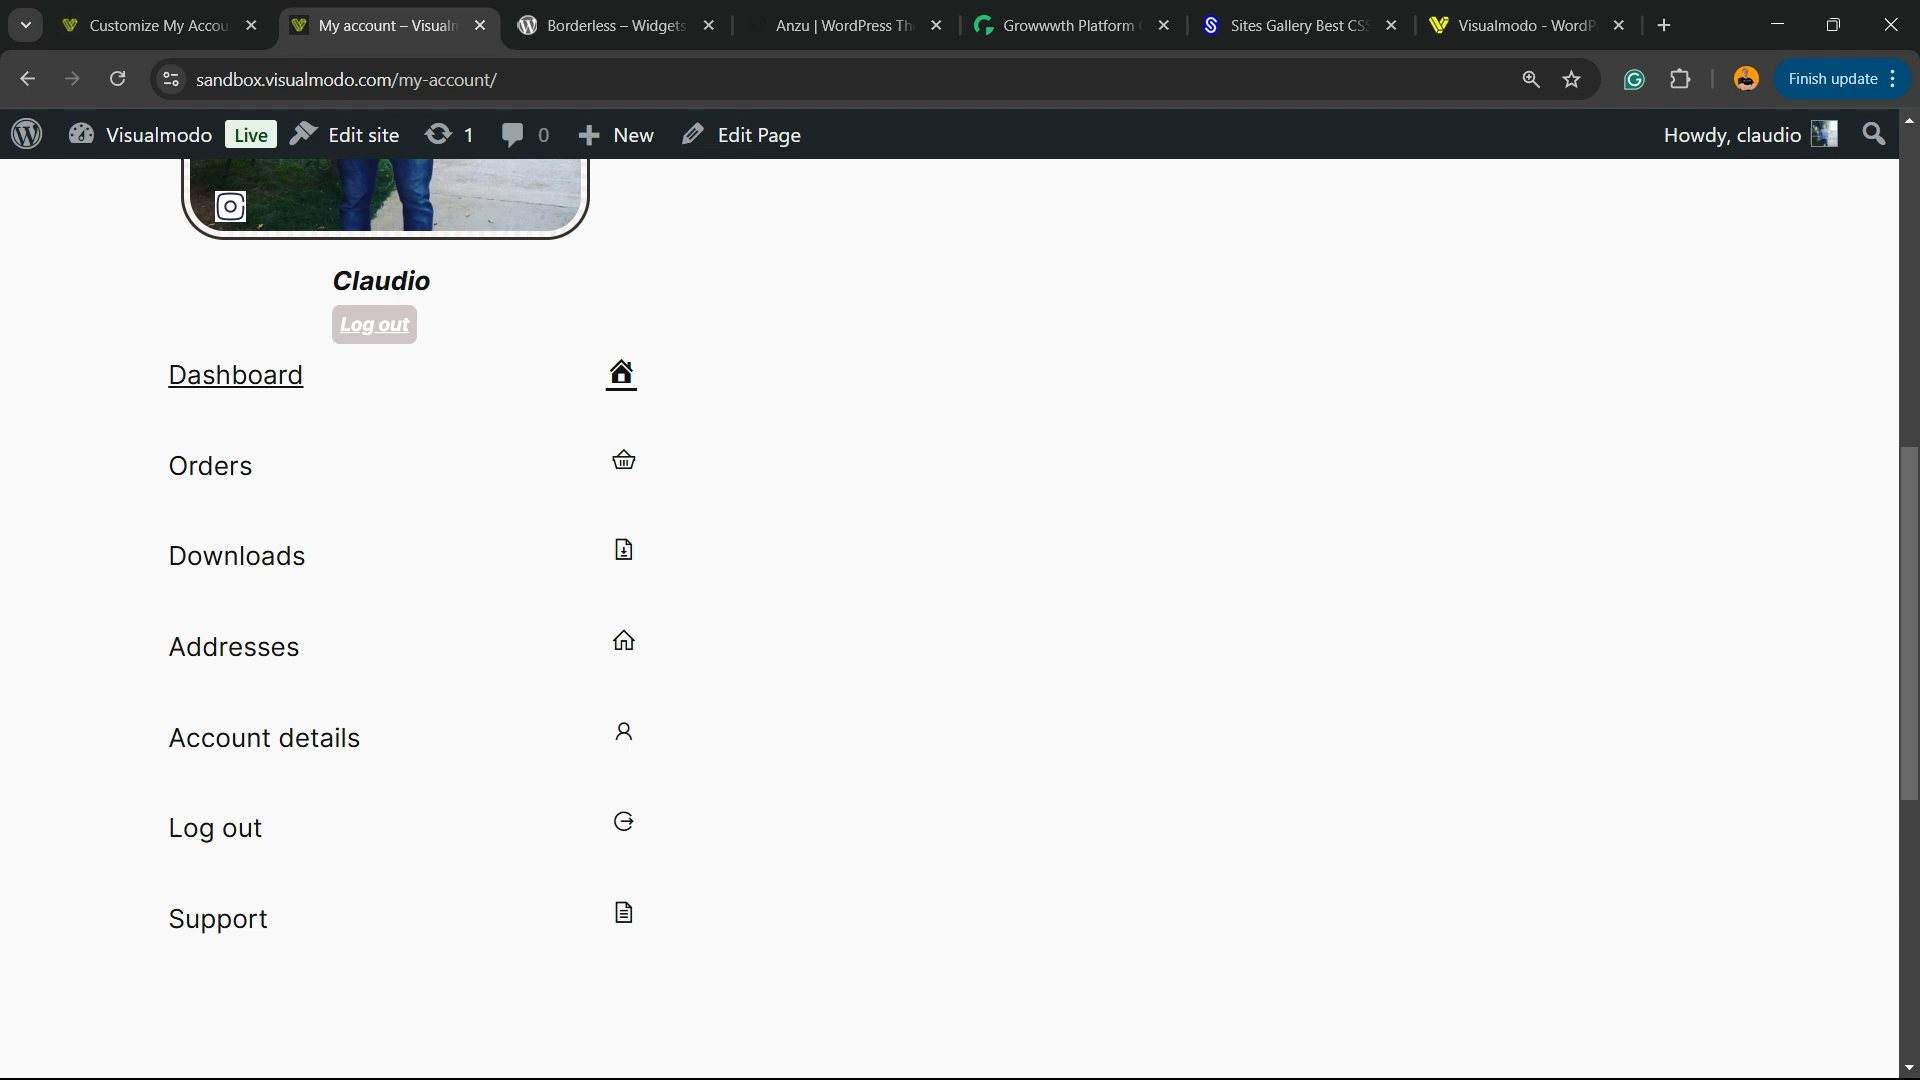 Customize My Accou
My account – Visualm
Borderless – Widgets
Anzu | WordPress Th
Growwwth Platform
Sites Gallery Best CSS
Visualmodo - WordP
sandbox.visualmodo.com/my-account/
Finish update
Visualmodo Live Edit site 1 0 New Edit Page Howdy, claudio
Claudio
Log out
Dashboard
Orders
Downloads
Addresses
Account details
Log out
Support